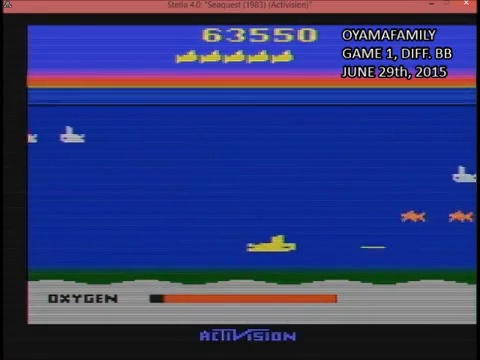 Stella 4.0: "Seaquest (1983) (Activision)"
63550
OYAMAFAMILY
GAME 1, DIFF. BB
JUNE 29th, 2015
OXYGEN
ACTIVISION